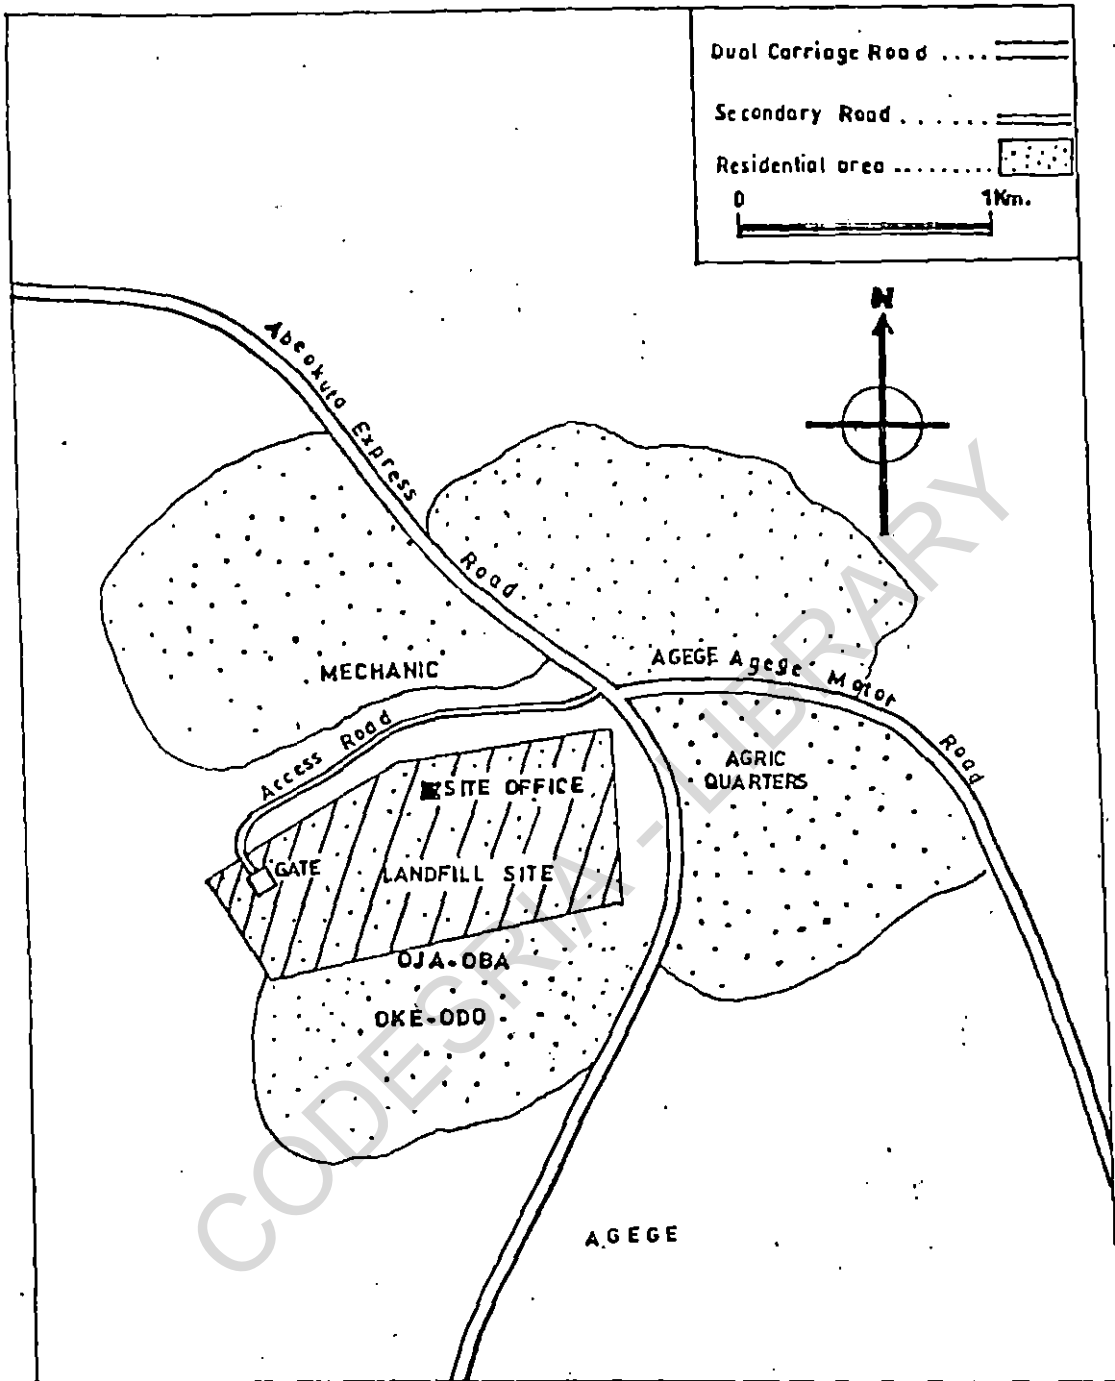 Dual Carriage Road .....
Secondary Road ......
Residential area ..........
0 1Km.
N
Abeokuta Express Road
MECHANIC
AGEGE Agege Motor Road
Access Road
AGRIC
QUARTERS
SITE OFFICE
GATE
LANDFILL SITE
OJA-OBA
OKE-ODO
AGEGE
CODESRIA - LIBRARY